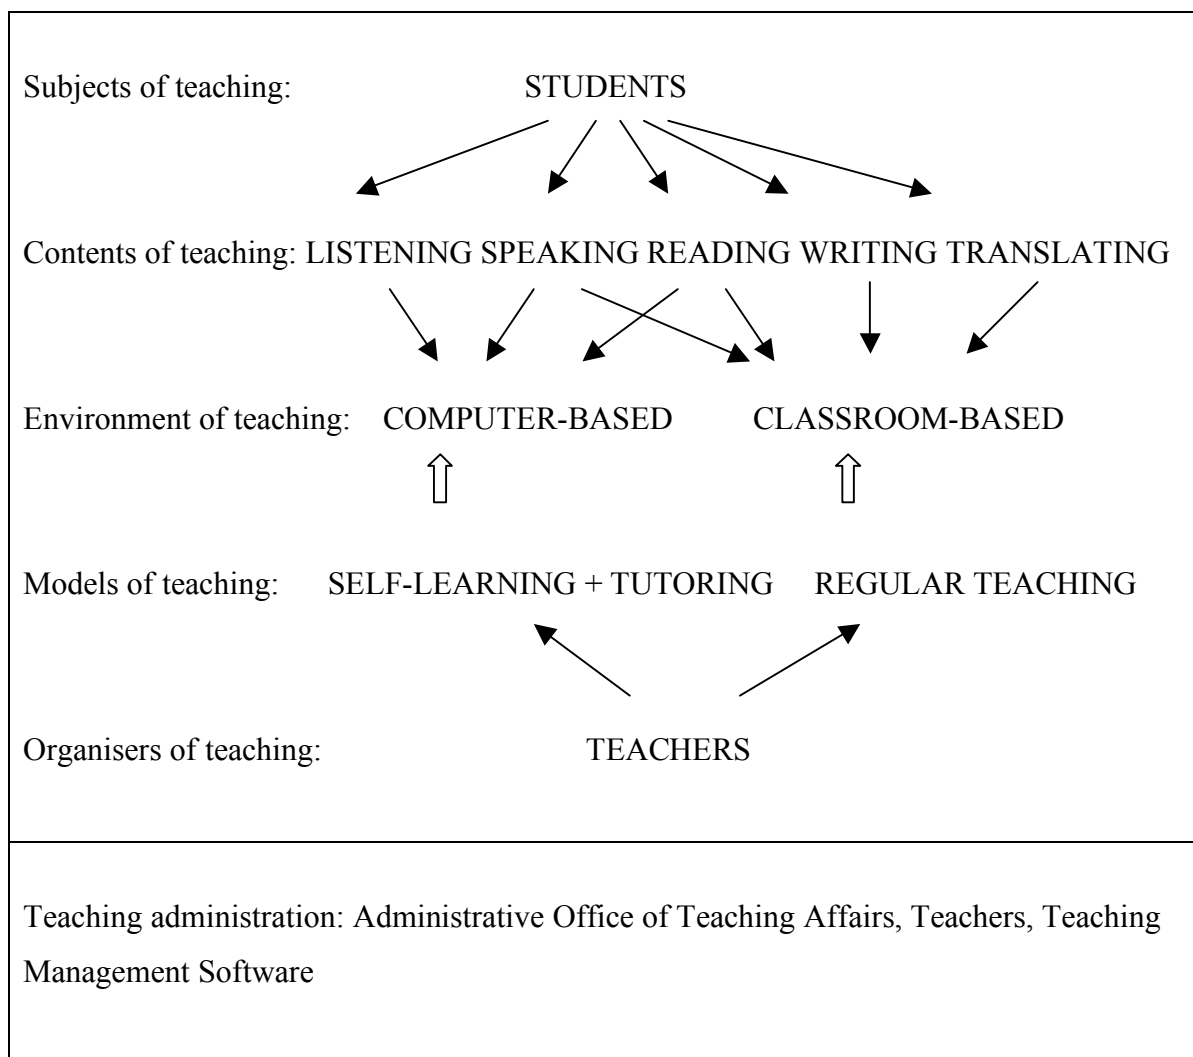 Subjects of teaching: STUDENTS
Contents of teaching: LISTENING SPEAKING READING WRITING TRANSLATING
Environment of teaching: COMPUTER-BASED CLASSROOM-BASED
Models of teaching: SELF-LEARNING + TUTORING REGULAR TEACHING
Organisers of teaching: TEACHERS
Teaching administration: Administrative Office of Teaching Affairs, Teachers, Teaching
Management Software